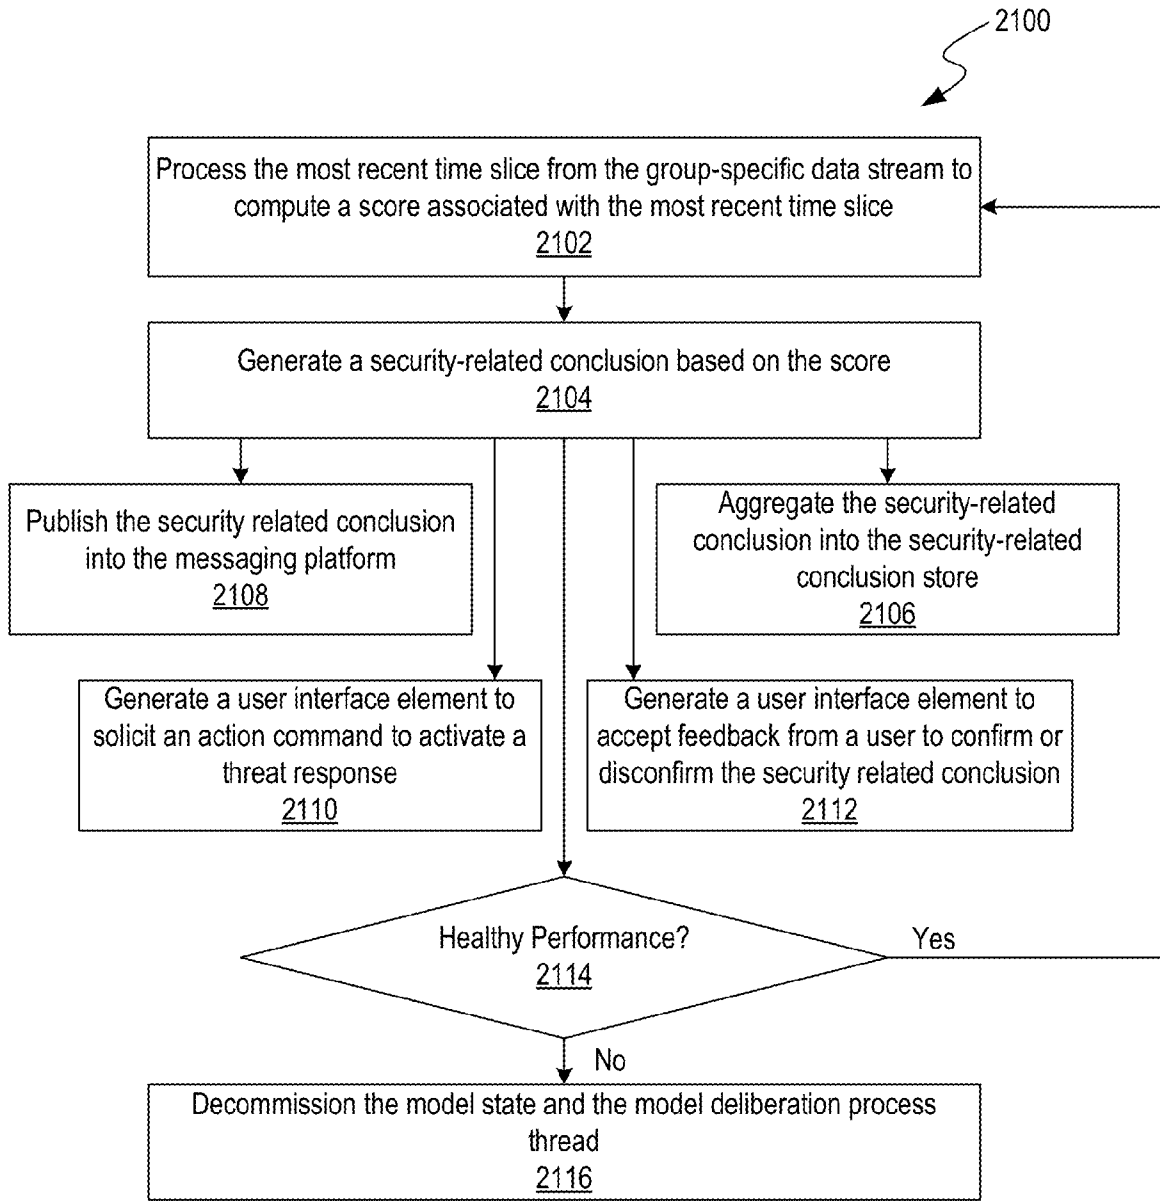 2100
Process the most recent time slice from the group-specific data stream to
compute a score associated with the most recent time slice
2102
Generate a security-related conclusion based on the score
2104
Publish the security related conclusion
into the messaging platform
2108
Aggregate the security-related
conclusion into the security-related
conclusion store
2106
Generate a user interface element to
solicit an action command to activate a
threat response
2110
Generate a user interface element to
accept feedback from a user to confirm or
disconfirm the security related conclusion
2112
Healthy Performance?
2114
Yes
No
Decommission the model state and the model deliberation process
thread
2116